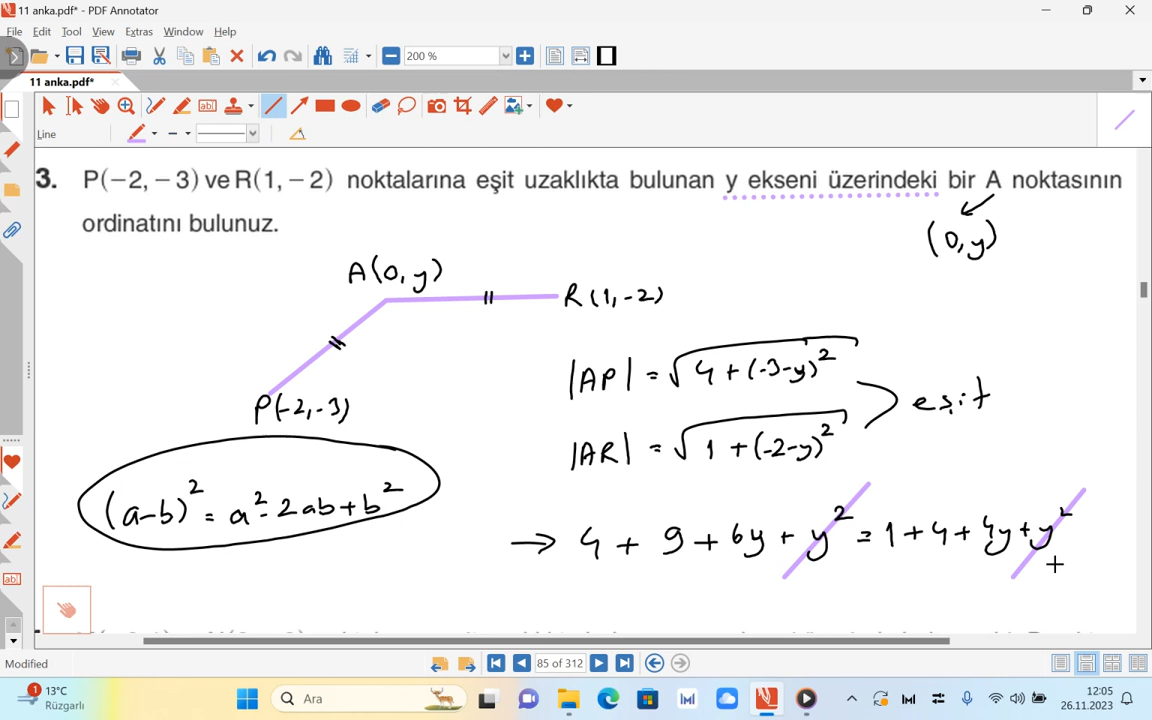 11 anka.pdf* - PDF Annotator
File Edit Tool View Extras Window Help
200 %
11 anka.pdf*
Line
3. P(−2, − 3) ve R(1, − 2) noktalarına eşit uzaklıkta bulunan y ekseni üzerindeki bir A noktasının
ordinatını bulunuz.
(0,y)
A(0,y)
R(1,-2)
|AP| = √4+(-3-y)²
P(-2,-3)
eşit
|AR| = √1+(-2-y)²
(a-b)² = a²-2ab+b²
→ 4 + 9 + 6y + y² = 1+4+4y+y²
85 of 312
Modified
1
13°C
Rüzgarlı
Ara
12:05
26.11.2023